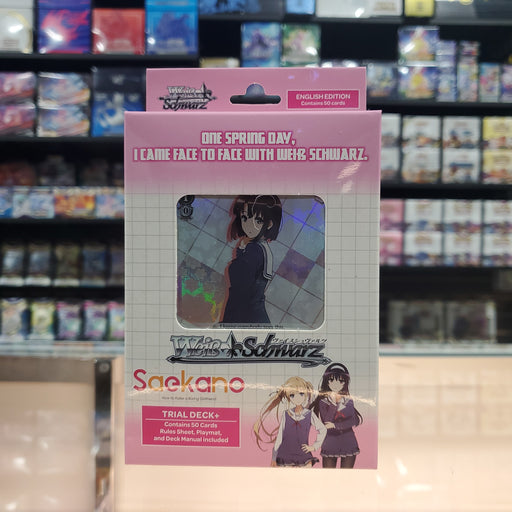 Weiß Schwarz
ENGLISH EDITION
Contains 50 cards
ONE SPRING DAY,
I CAME FACE TO FACE WITH WEIẞ SCHWARZ.
Weiß Schwarz
Saekano
How to Raise a Boring Girlfriend
TRIAL DECK+
Contains 50 Cards
Rules Sheet, Playmat,
and Deck Manual included